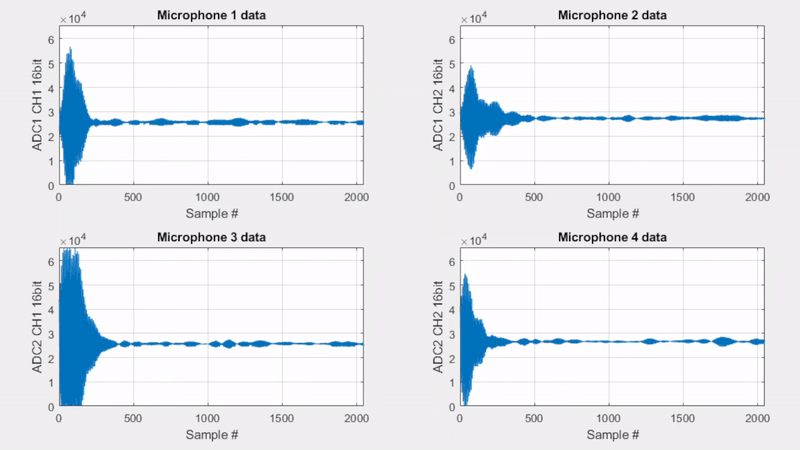 Microphone 1 data
×10⁴
ADC1 CH1 16bit
6
5
4
3
2
1
0
0 500 1000 1500 2000
Sample #
Microphone 2 data
×10⁴
ADC1 CH2 16bit
6
5
4
3
2
1
0
0 500 1000 1500 2000
Sample #
Microphone 3 data
×10⁴
ADC2 CH1 16bit
6
5
4
3
2
1
0
0 500 1000 1500 2000
Sample #
Microphone 4 data
×10⁴
ADC2 CH2 16bit
6
5
4
3
2
1
0
0 500 1000 1500 2000
Sample #